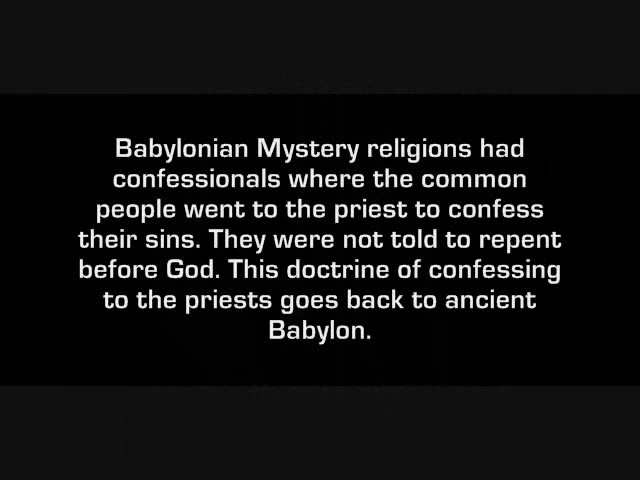 Babylonian Mystery religions had
confessionals where the common
people went to the priest to confess
their sins. They were not told to repent
before God. This doctrine of confessing
to the priests goes back to ancient
Babylon.